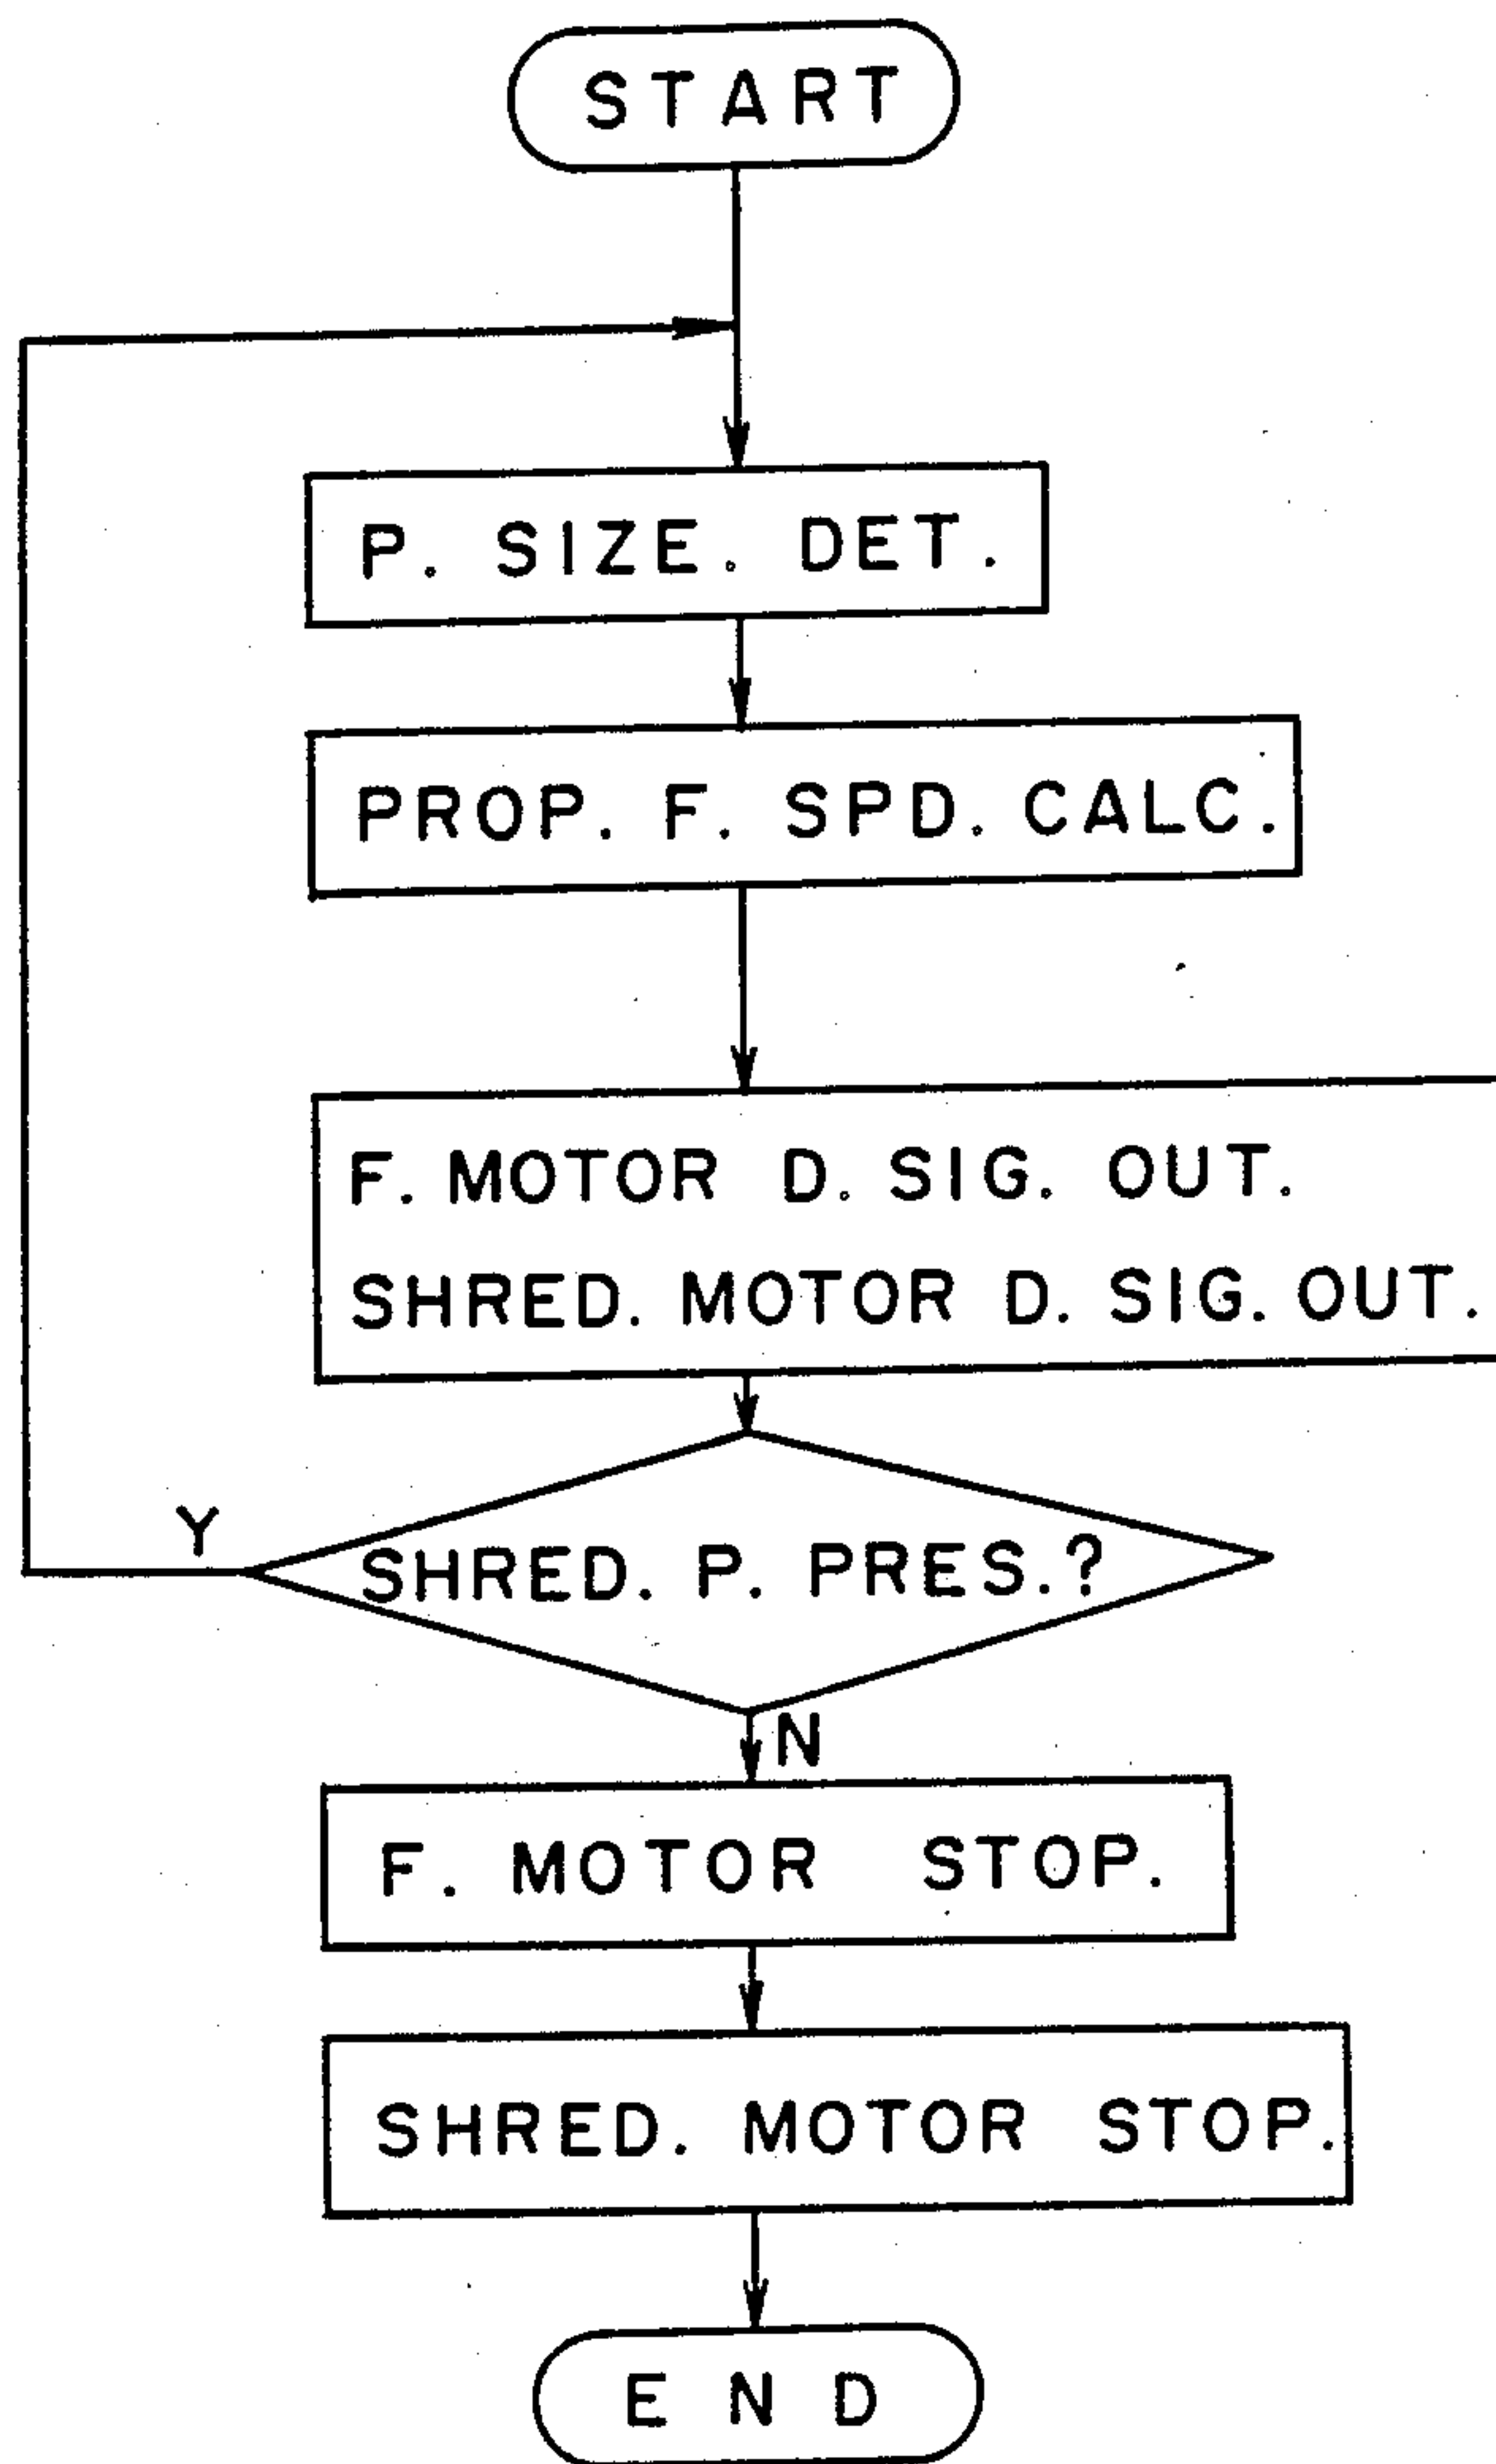 START
P. SIZE. DET.
PROP. F. SPD. CALC.
F. MOTOR D. SIG. OUT.
SHRED. MOTOR D. SIG. OUT.
Y
SHRED. P. PRES.?
N
F. MOTOR STOP.
SHRED. MOTOR STOP.
END